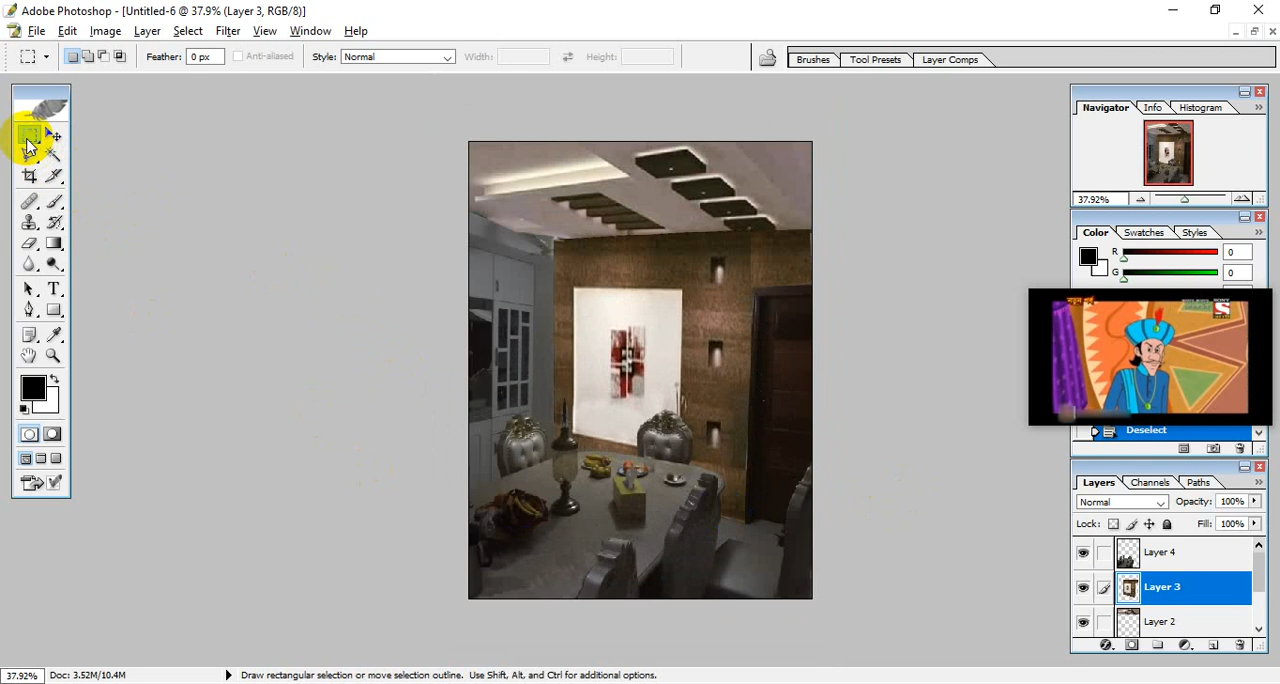 Adobe Photoshop - [Untitled-6 @ 37.9% (Layer 3, RGB/8)]
File Edit Image Layer Select Filter View Window Help
Feather: 0 px Anti-aliased Style: Normal Width: Height: Brushes Tool Presets Layer Comps
Navigator Info Histogram
37.92%
Color Swatches Styles
R 0
G 0
SONY
S
Deselect
Layers Channels Paths
Normal Opacity: 100%
Lock: Fill: 100%
Layer 4
Layer 3
Layer 2
37.92% Doc: 3.52M/10.4M Draw rectangular selection or move selection outline. Use Shift, Alt, and Ctrl for additional options.